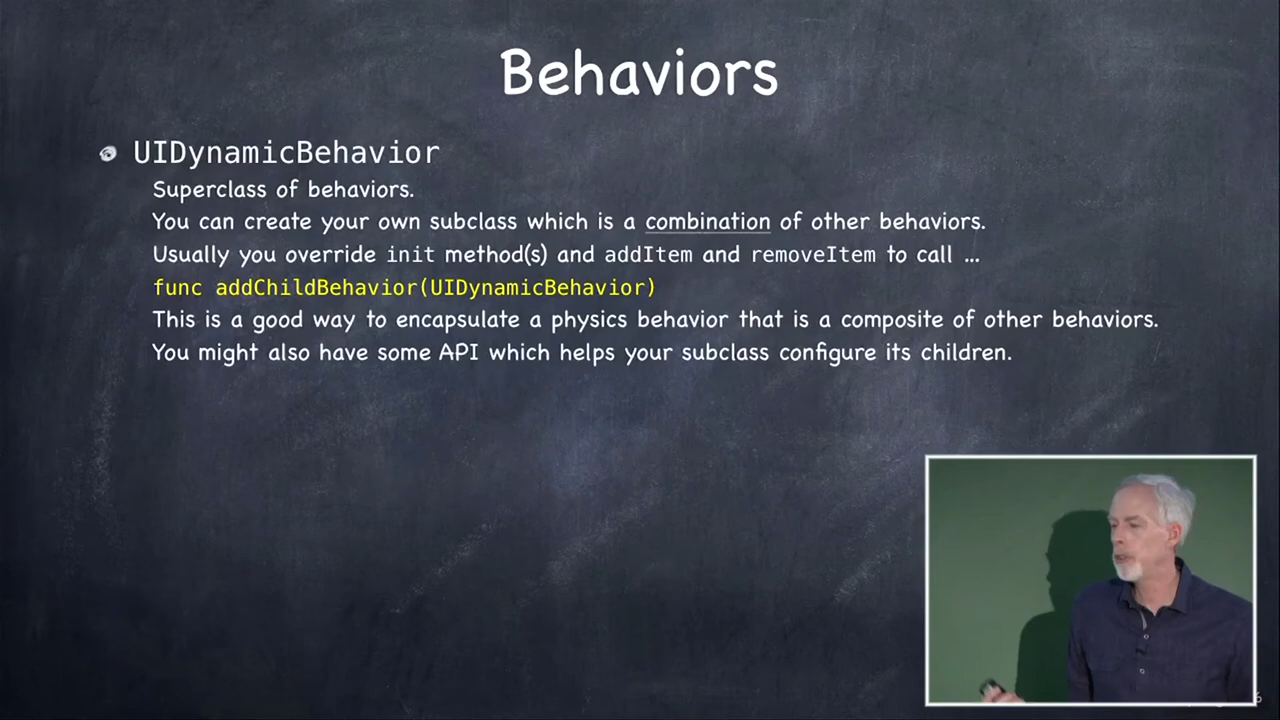 Behaviors
UIDynamicBehavior
Superclass of behaviors.
You can create your own subclass which is a combination of other behaviors.
Usually you override init method(s) and addItem and removeItem to call ...
func addChildBehavior(UIDynamicBehavior)
This is a good way to encapsulate a physics behavior that is a composite of other behaviors.
You might also have some API which helps your subclass configure its children.